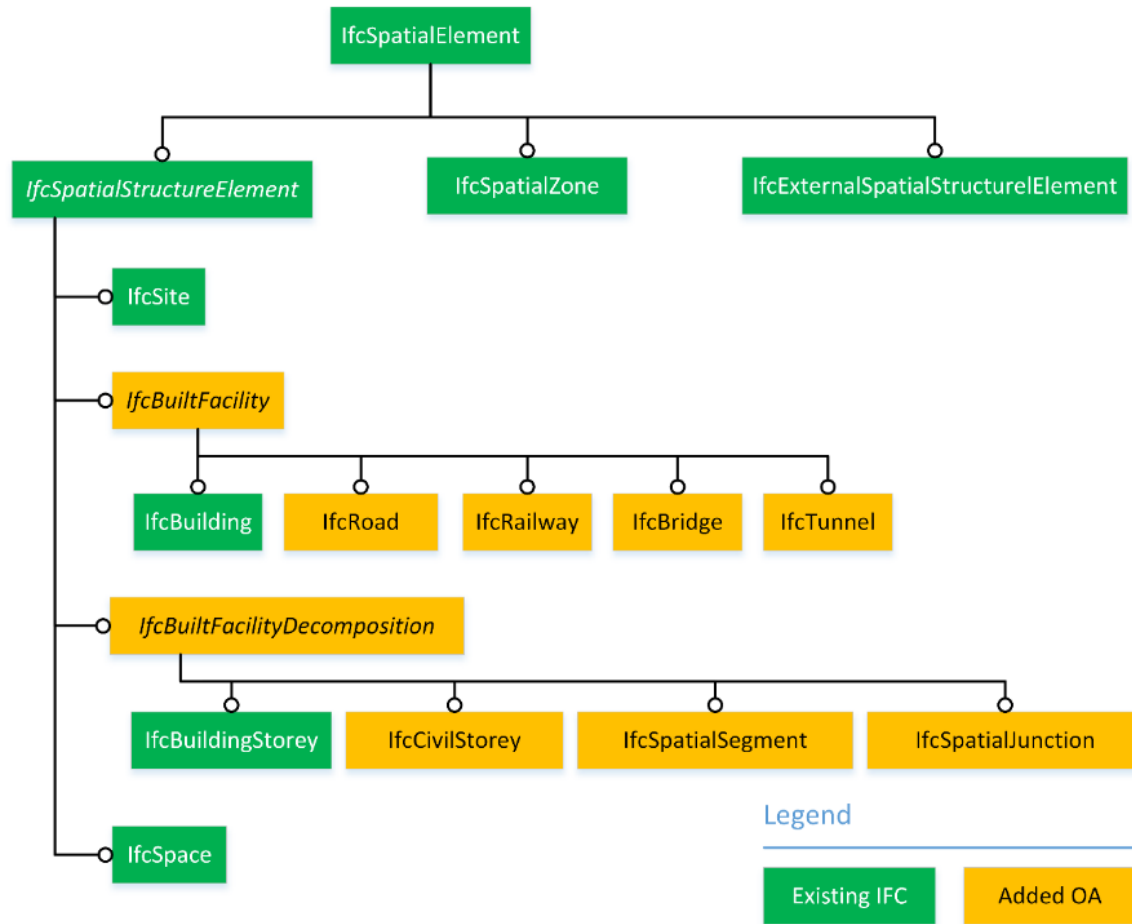 IfcSpatialElement
IfcSpatialStructureElement
IfcSpatialZone
IfcExternalSpatialStructurelElement
IfcSite
IfcBuiltFacility
IfcBuilding
IfcRoad
IfcRailway
IfcBridge
IfcTunnel
IfcBuiltFacilityDecomposition
IfcBuildingStorey
IfcCivilStorey
IfcSpatialSegment
IfcSpatialJunction
IfcSpace
Legend
Existing IFC
Added OA